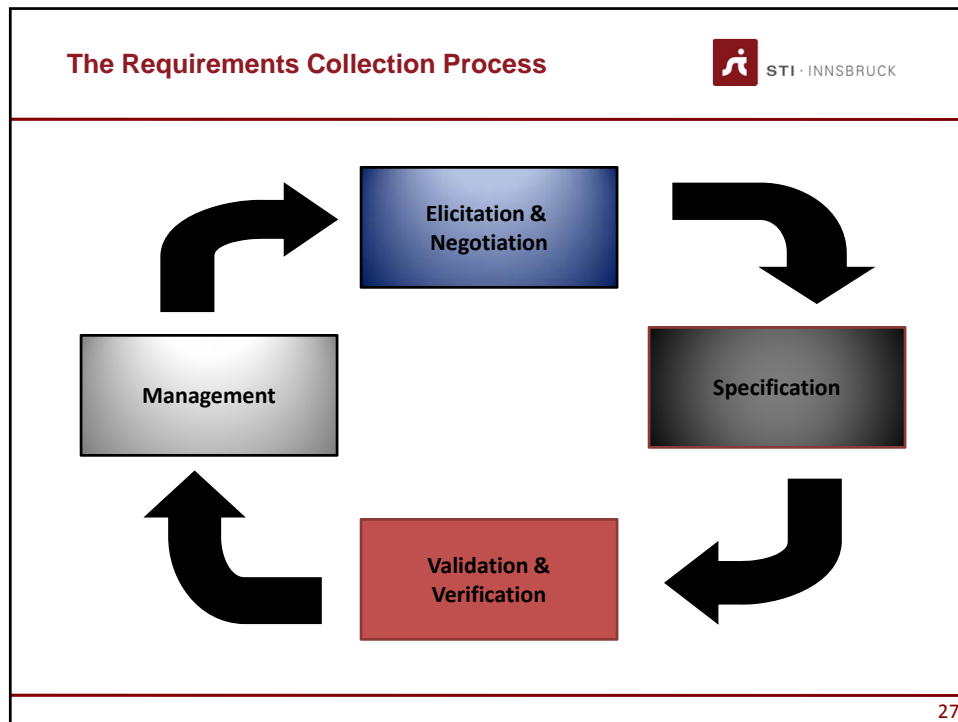 The Requirements Collection Process
STI · INNSBRUCK
Elicitation &
Negotiation
Management
Specification
Validation &
Verification
27